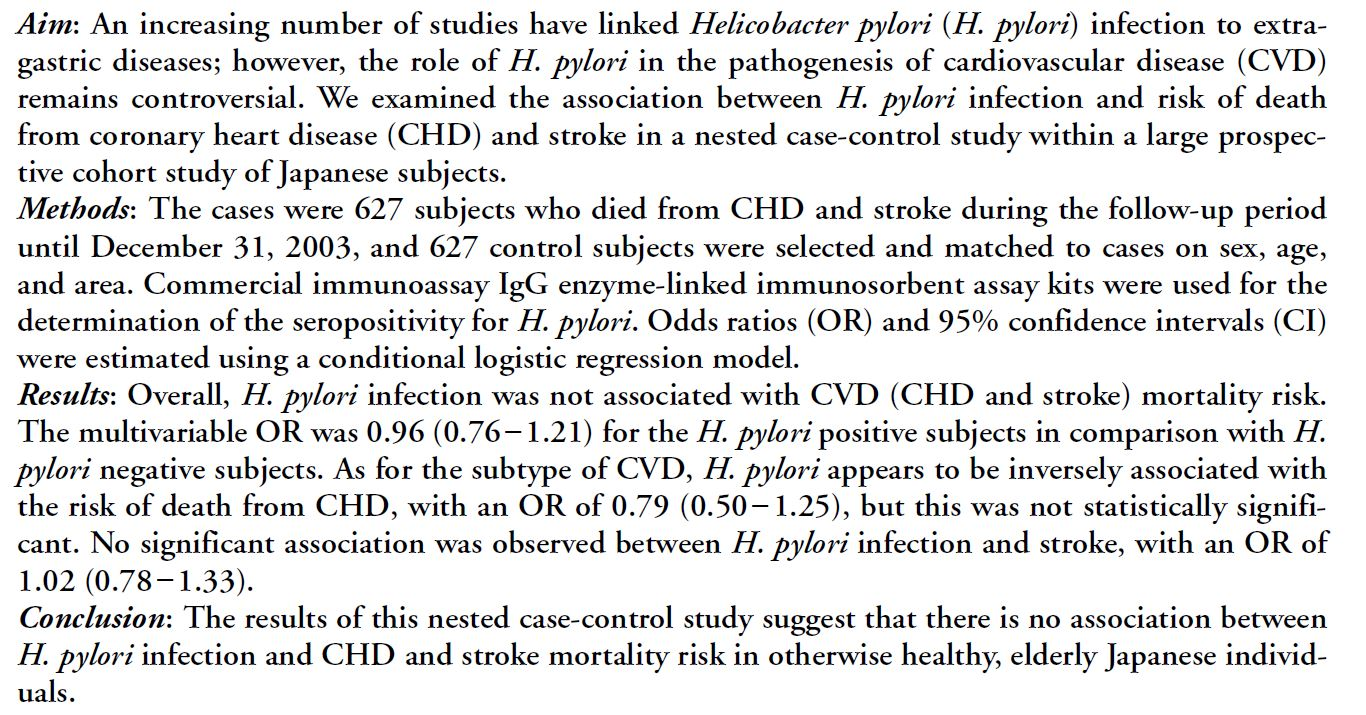 Aim: An increasing number of studies have linked Helicobacter pylori (H. pylori) infection to extra-
gastric diseases; however, the role of H. pylori in the pathogenesis of cardiovascular disease (CVD)
remains controversial. We examined the association between H. pylori infection and risk of death
from coronary heart disease (CHD) and stroke in a nested case-control study within a large prospec-
tive cohort study of Japanese subjects.
Methods: The cases were 627 subjects who died from CHD and stroke during the follow-up period
until December 31, 2003, and 627 control subjects were selected and matched to cases on sex, age,
and area. Commercial immunoassay IgG enzyme-linked immunosorbent assay kits were used for the
determination of the seropositivity for H. pylori. Odds ratios (OR) and 95% confidence intervals (CI)
were estimated using a conditional logistic regression model.
Results: Overall, H. pylori infection was not associated with CVD (CHD and stroke) mortality risk.
The multivariable OR was 0.96 (0.76−1.21) for the H. pylori positive subjects in comparison with H.
pylori negative subjects. As for the subtype of CVD, H. pylori appears to be inversely associated with
the risk of death from CHD, with an OR of 0.79 (0.50−1.25), but this was not statistically signifi-
cant. No significant association was observed between H. pylori infection and stroke, with an OR of
1.02 (0.78−1.33).
Conclusion: The results of this nested case-control study suggest that there is no association between
H. pylori infection and CHD and stroke mortality risk in otherwise healthy, elderly Japanese individ-
uals.